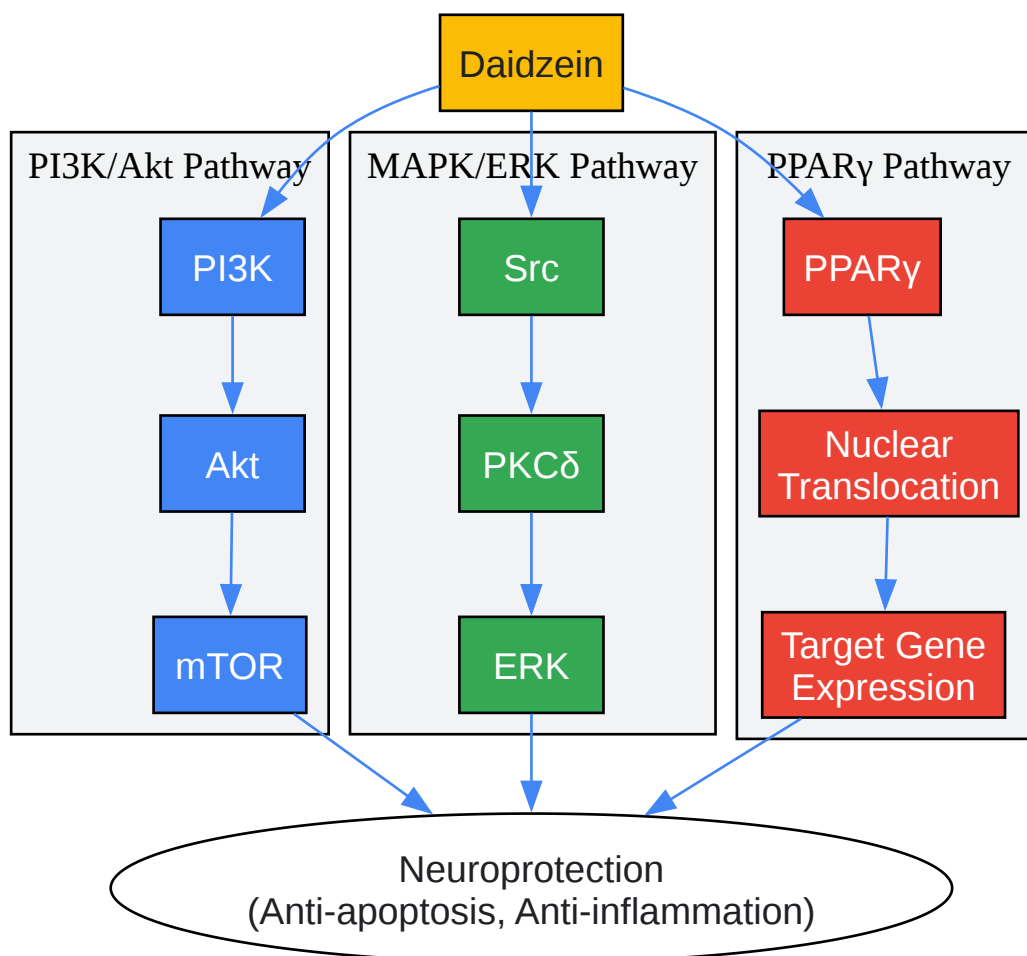 Daidzein
PI3K/Akt Pathway
MAPK/ERK Pathway
PPARγ Pathway
PI3K
Src
PPARγ
Akt
PKCδ
Nuclear
Translocation
mTOR
ERK
Target Gene
Expression
Neuroprotection
(Anti-apoptosis, Anti-inflammation)